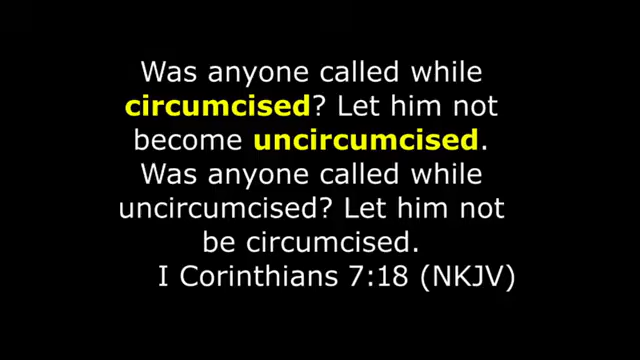 Was anyone called while
circumcised? Let him not
become uncircumcised.
Was anyone called while
uncircumcised? Let him not
be circumcised.
I Corinthians 7:18 (NKJV)